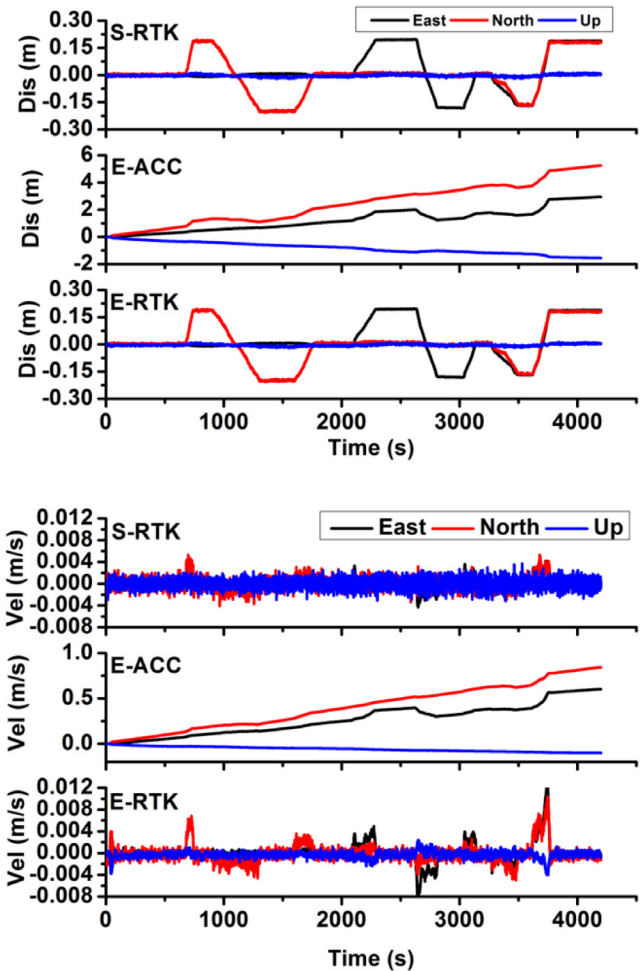 East North Up
S-RTK
Dis (m)
0.30
0.15
0.00
-0.15
-0.30
E-ACC
Dis (m)
6
4
2
0
-2
E-RTK
Dis (m)
0.30
0.15
0.00
-0.15
-0.30
0 1000 2000 3000 4000
Time (s)
S-RTK
East North Up
Vel (m/s)
0.012
0.008
0.004
0.000
-0.004
-0.008
E-ACC
Vel (m/s)
1.0
0.5
0.0
E-RTK
Vel (m/s)
0.012
0.008
0.004
0.000
-0.004
-0.008
0 1000 2000 3000 4000
Time (s)